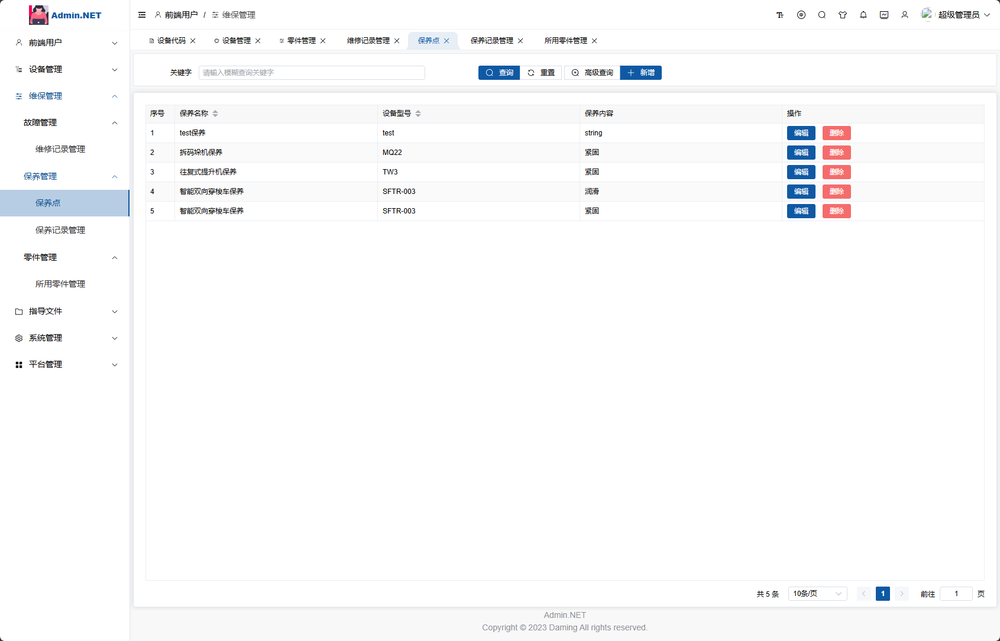 Admin.NET
前端用户
设备管理
维保管理
故障管理
维修记录管理
保养管理
保养点
保养记录管理
零件管理
所用零件管理
指导文件
系统管理
平台管理
前端用户 / 维保管理
超级管理员
设备代码 设备管理 零件管理 维修记录管理 保养点 保养记录管理 所用零件管理
关键字 请输入模糊查询关键字 查询 重置 高级查询 新增
序号 保养名称 设备型号 保养内容 操作
1 test保养 test string 编辑 删除
2 拆码垛机保养 MQ22 紧固 编辑 删除
3 往复式提升机保养 TW3 紧固 编辑 删除
4 智能双向穿梭车保养 SFTR-003 润滑 编辑 删除
5 智能双向穿梭车保养 SFTR-003 紧固 编辑 删除
共 5 条 10条/页 1 前往 1 页
Admin.NET
Copyright © 2023 Daming All rights reserved.